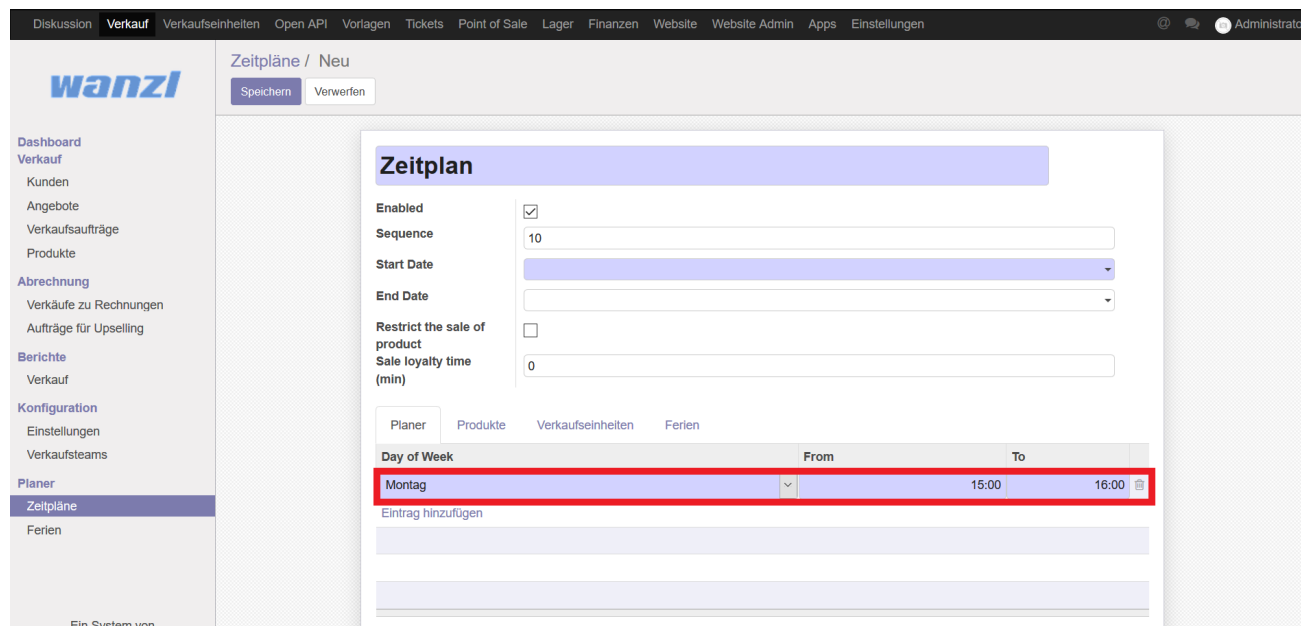 Diskussion Verkauf Verkaufseinheiten Open API Vorlagen Tickets Point of Sale Lager Finanzen Website Website Admin Apps Einstellungen @ Administrato
wanzl
Dashboard
Verkauf
Kunden
Angebote
Verkaufsaufträge
Produkte
Abrechnung
Verkäufe zu Rechnungen
Aufträge für Upselling
Berichte
Verkauf
Konfiguration
Einstellungen
Verkaufsteams
Planer
Zeitpläne
Ferien
Ein System von
Zeitpläne / Neu
Speichern Verwerfen
Zeitplan
Enabled
Sequence 10
Start Date
End Date
Restrict the sale of
product
Sale loyalty time
(min) 0
Planer Produkte Verkaufseinheiten Ferien
Day of Week From To
Montag 15:00 16:00
Eintrag hinzufügen